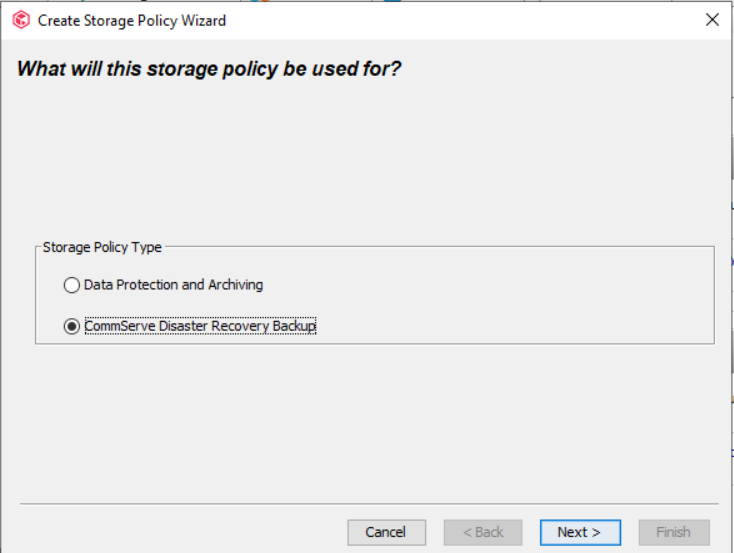 Create Storage Policy Wizard
What will this storage policy be used for?
Storage Policy Type
Data Protection and Archiving
CommServe Disaster Recovery Backup
Cancel
< Back
Next >
Finish